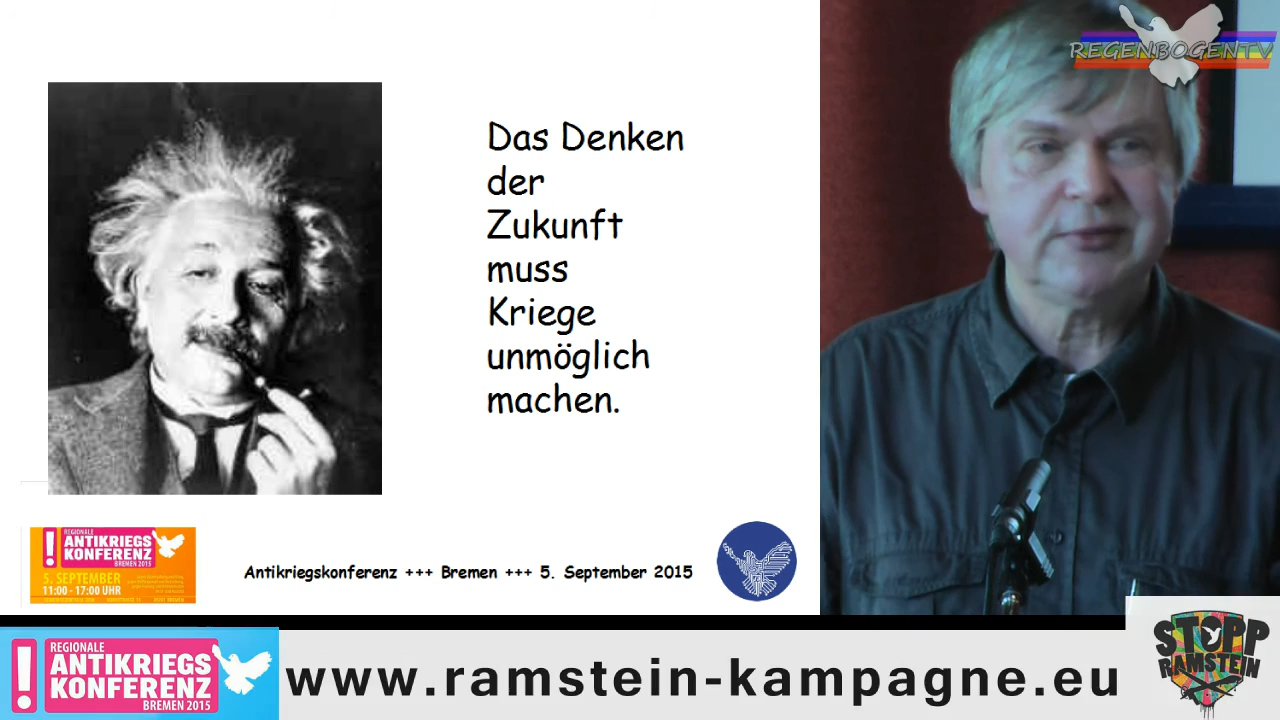 REGENBOGENTV
Das Denken
der
Zukunft
muss
Kriege
unmöglich
machen.
REGIONALE
ANTIKRIEGS
KONFERENZ
BREMEN 2015
5. SEPTEMBER
11:00 - 17:00 UHR
Antikriegskonferenz +++ Bremen +++ 5. September 2015
REGIONALE
ANTIKRIEGS
KONFERENZ
BREMEN 2015
www.ramstein-kampagne.eu
STOPP
RAMSTEIN